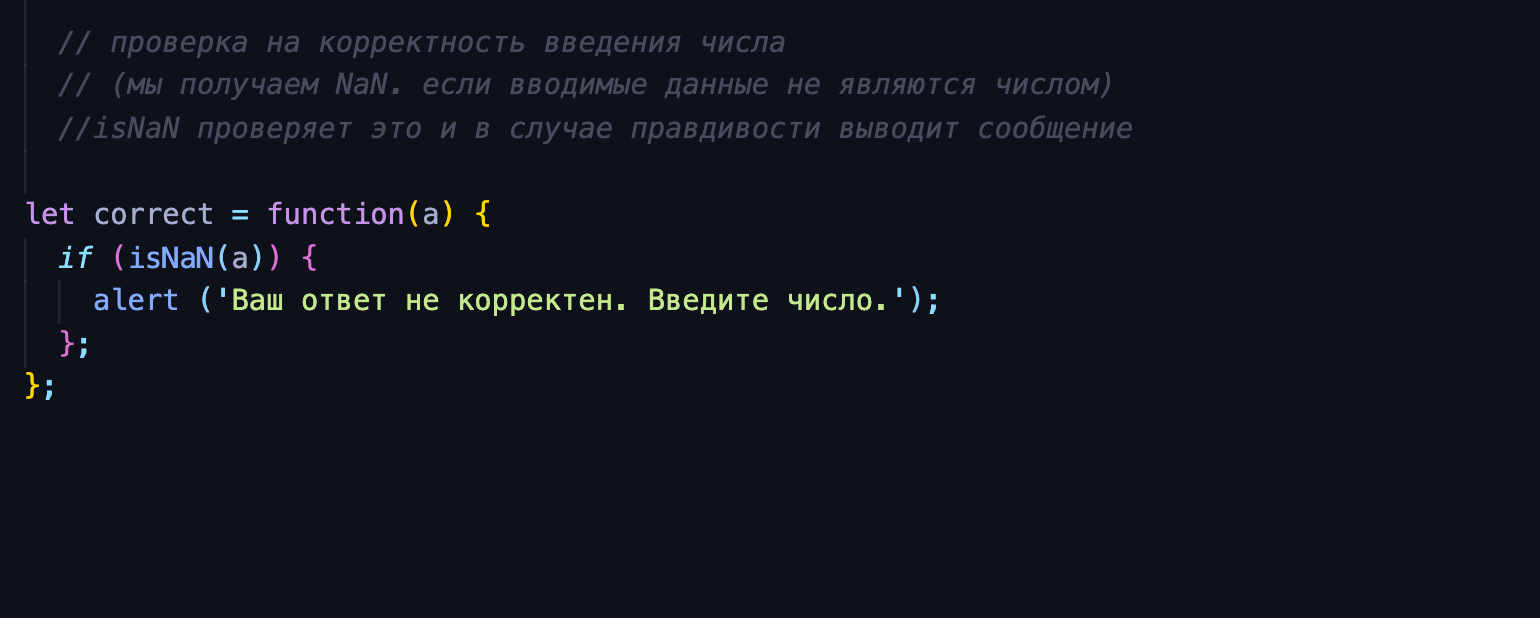 // проверка на корректность введения числа
// (мы получаем NaN. если вводимые данные не являются числом)
//isNaN проверяет это и в случае правдивости выводит сообщение
let correct = function(a) {
if (isNaN(a)) {
alert ('Ваш ответ не корректен. Введите число.');
};
};